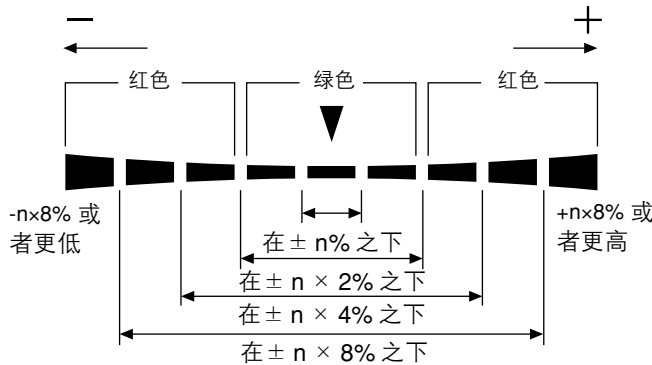 − +
红色 绿色 红色
-n×8% 或
者更低
+n×8% 或
者更高
在± n% 之下
在± n × 2% 之下
在± n × 4% 之下
在± n × 8% 之下